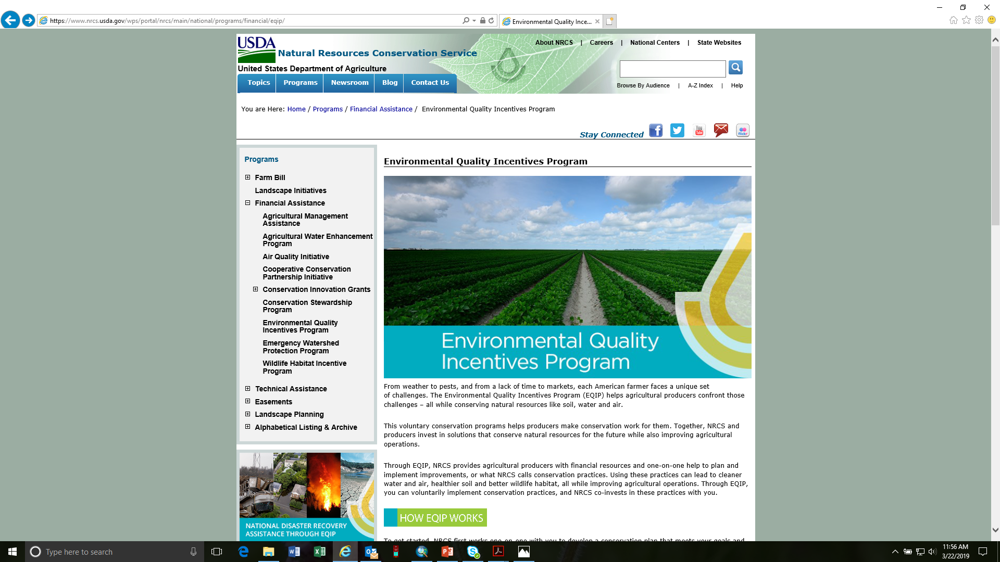 https://www.nrcs.usda.gov/wps/portal/nrcs/main/national/programs/financial/eqip/
Environmental Quality Ince...
USDA
Natural Resources Conservation Service
United States Department of Agriculture
About NRCS | Careers | National Centers | State Websites
Topics Programs Newsroom Blog Contact Us
Browse By Audience | A-Z Index | Help
You are Here: Home / Programs / Financial Assistance / Environmental Quality Incentives Program
Stay Connected
You Tube
flickr
Programs
Farm Bill
Landscape Initiatives
Financial Assistance
Agricultural Management
Assistance
Agricultural Water Enhancement
Program
Air Quality Initiative
Cooperative Conservation
Partnership Initiative
Conservation Innovation Grants
Conservation Stewardship
Program
Environmental Quality
Incentives Program
Emergency Watershed
Protection Program
Wildlife Habitat Incentive
Program
Technical Assistance
Easements
Landscape Planning
Alphabetical Listing & Archive
NATIONAL DISASTER RECOVERY
ASSISTANCE THROUGH EQIP
Environmental Quality Incentives Program
Environmental Quality
Incentives Program
From weather to pests, and from a lack of time to markets, each American farmer faces a unique set
of challenges. The Environmental Quality Incentives Program (EQIP) helps agricultural producers confront those
challenges – all while conserving natural resources like soil, water and air.
This voluntary conservation programs helps producers make conservation work for them. Together, NRCS and
producers invest in solutions that conserve natural resources for the future while also improving agricultural
operations.
Through EQIP, NRCS provides agricultural producers with financial resources and one-on-one help to plan and
implement improvements, or what NRCS calls conservation practices. Using these practices can lead to cleaner
water and air, healthier soil and better wildlife habitat, all while improving agricultural operations. Through EQIP,
you can voluntarily implement conservation practices, and NRCS co-invests in these practices with you.
HOW EQIP WORKS
To get started, NRCS first works one-on-one with you to develop a conservation plan that meets your goals and
Type here to search
11:56 AM
3/22/2019